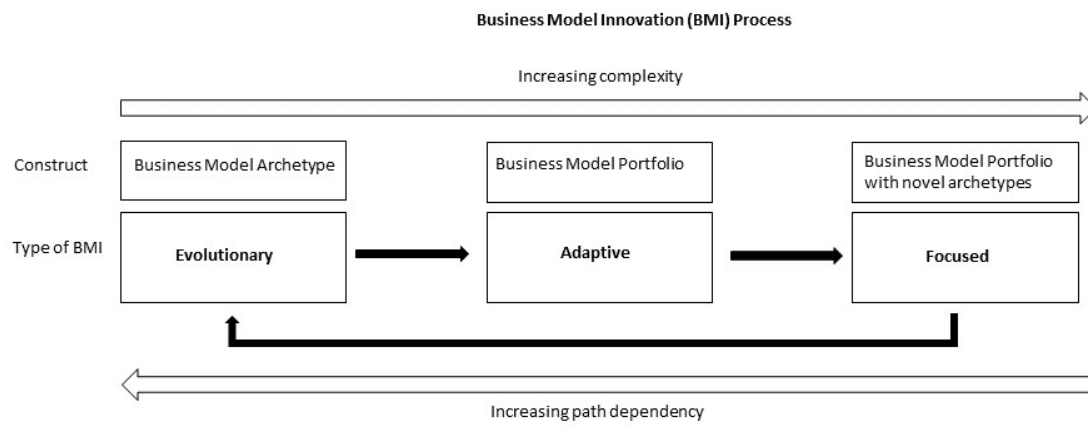 Business Model Innovation (BMI) Process
Increasing complexity
Construct
Business Model Archetype
Business Model Portfolio
Business Model Portfolio
with novel archetypes
Type of BMI
Evolutionary
Adaptive
Focused
Increasing path dependency